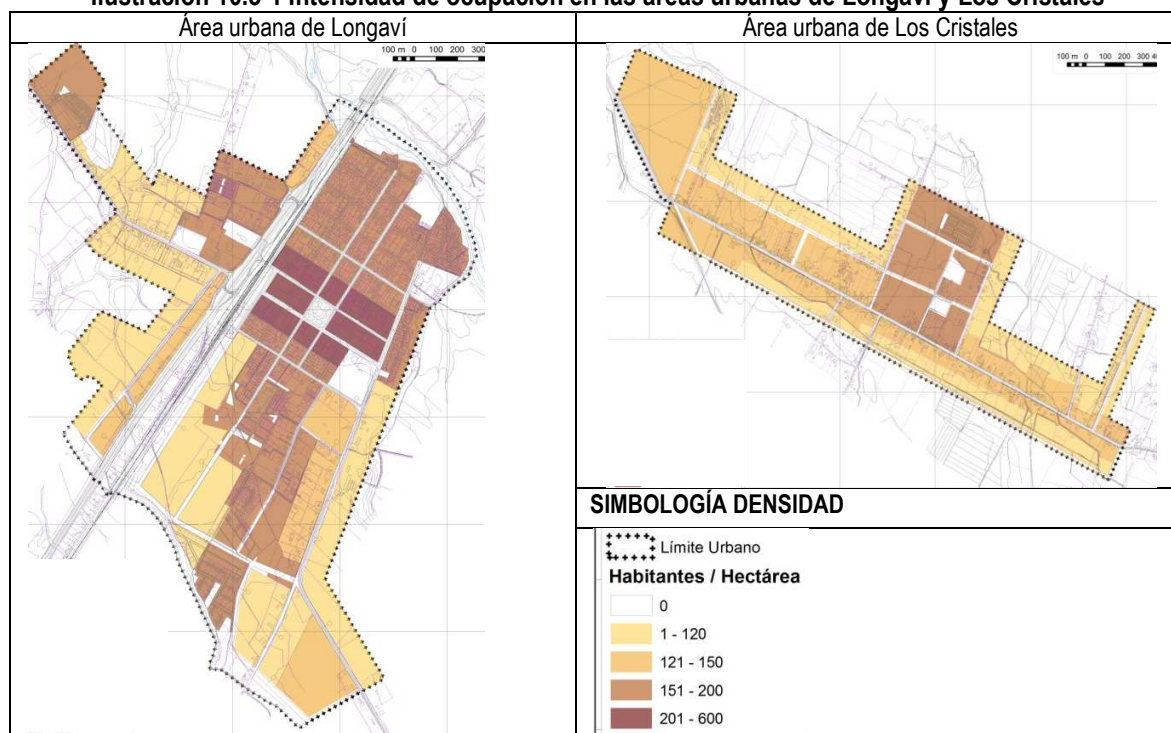 Ilustración 10.3-1 Intensidad de ocupación en las áreas urbanas de Longaví y Los Cristales
Área urbana de Longaví
Área urbana de Los Cristales
100 m 0 100 200 300
100 m 0 100 200 300 40
SIMBOLOGÍA DENSIDAD
Límite Urbano
Habitantes / Hectárea
0
1 - 120
121 - 150
151 - 200
201 - 600